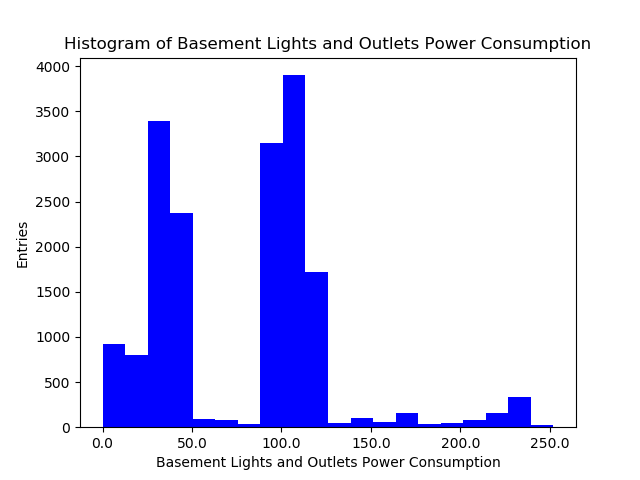 Histogram of Basement Lights and Outlets Power Consumption
4000
3500
3000
2500
2000
1500
1000
500
0
Entries
0.0 50.0 100.0 150.0 200.0 250.0
Basement Lights and Outlets Power Consumption